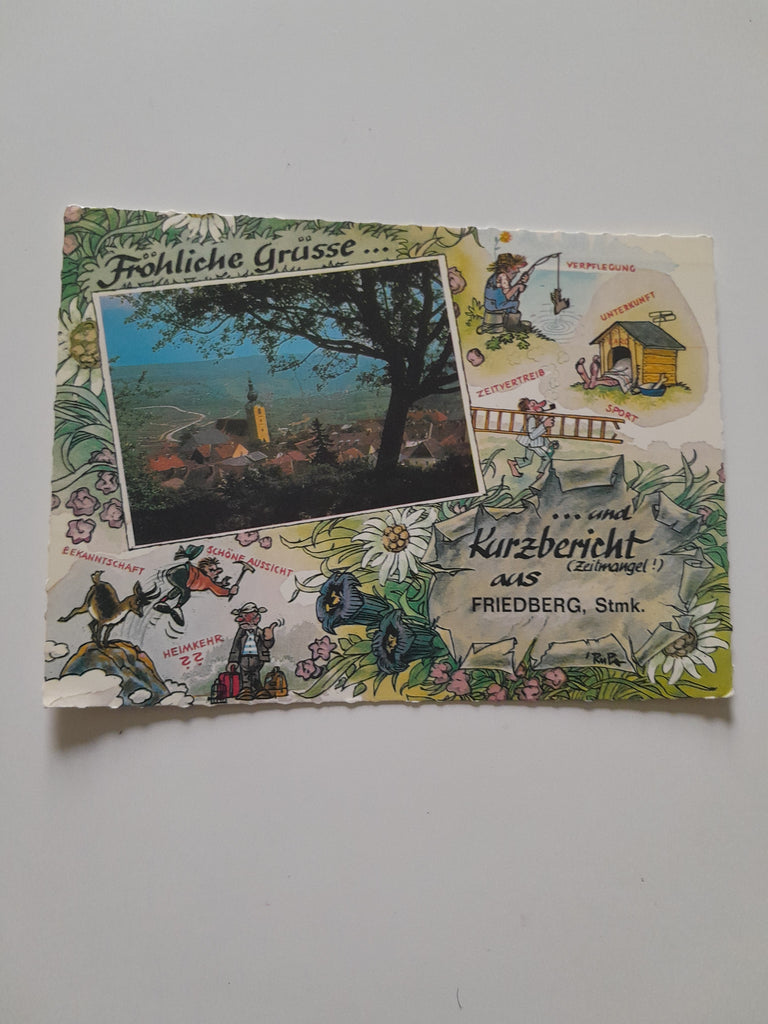 Fröhliche Grüsse...
VERPFLEGUNG
UNTERKUNFT
ZEITVERTREIB
SPORT
...und
Kurzbericht
(Zeitmangel!)
aus
FRIEDBERG, Stmk.
BEKANNTSCHAFT
SCHÖNE AUSSICHT
HEIMKEHR
??